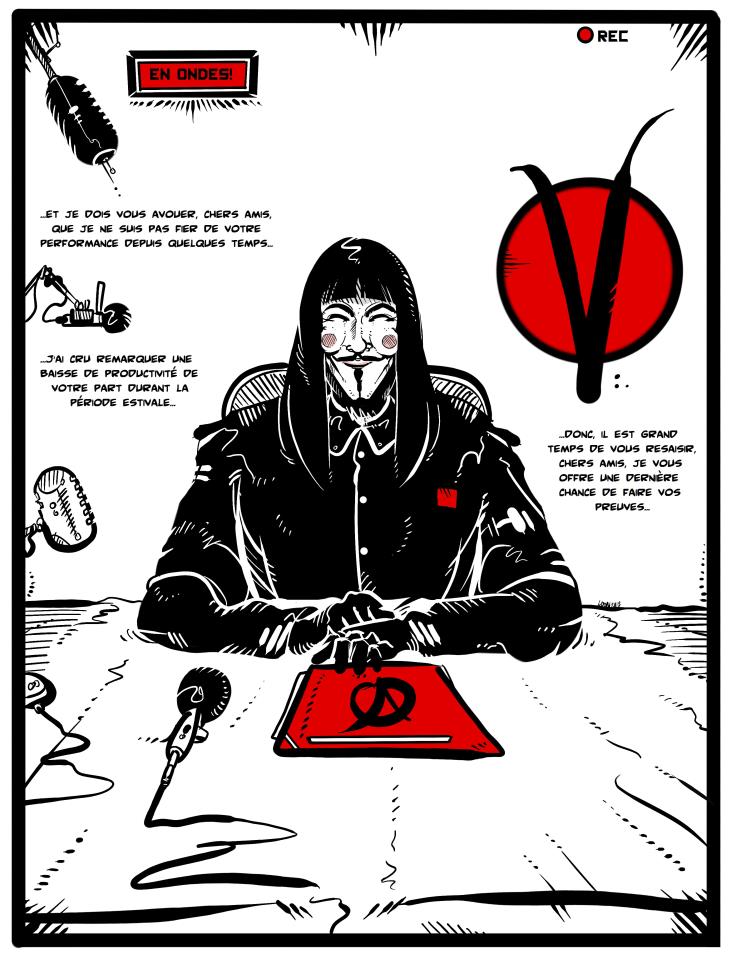 REC
EN ONDES!
...ET JE DOIS VOUS AVOUER, CHERS AMIS,
QUE JE NE SUIS PAS FIER DE VOTRE
PERFORMANCE DEPUIS QUELQUES TEMPS...
...J'AI CRU REMARQUER UNE
BAISSE DE PRODUCTIVITÉ DE
VOTRE PART DURANT LA
PÉRIODE ESTIVALE...
...DONC, IL EST GRAND
TEMPS DE VOUS RESAISIR,
CHERS AMIS, JE VOUS
OFFRE UNE DERNIÈRE
CHANCE DE FAIRE VOS
PREUVES...
V